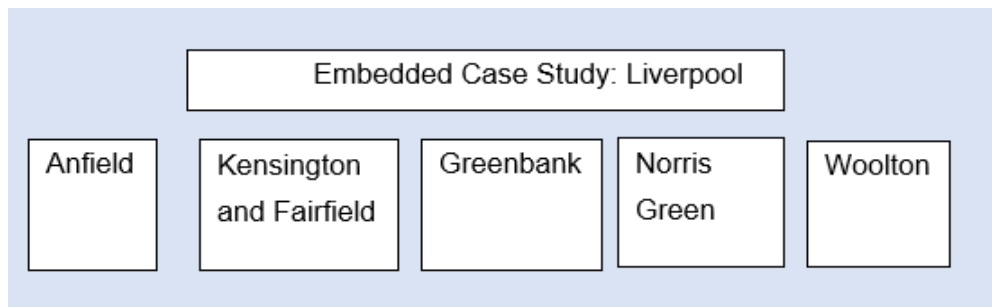 Embedded Case Study: Liverpool
Anfield
Kensington
and Fairfield
Greenbank
Norris
Green
Woolton